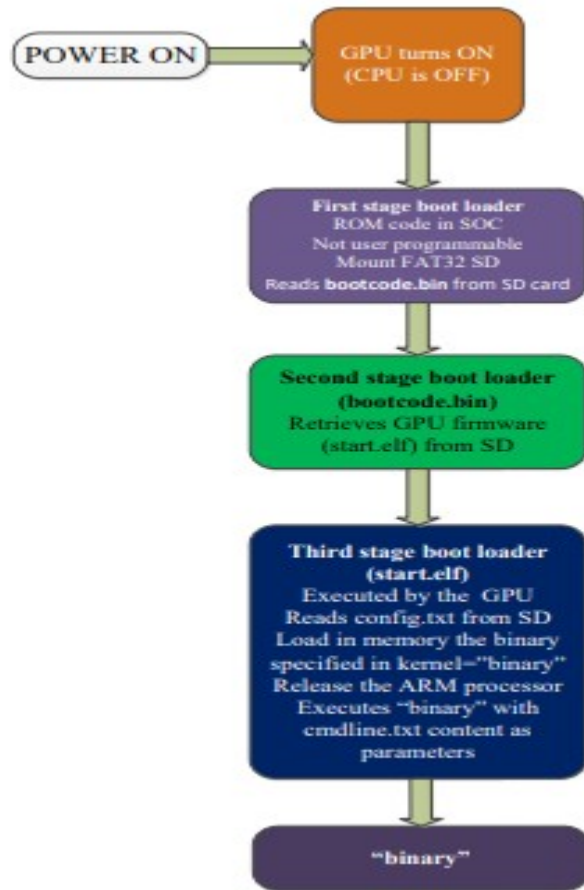 POWER ON
GPU turns ON
(CPU is OFF)
First stage boot loader
ROM code in SOC
Not user programmable
Mount FAT32 SD
Reads bootcode.bin from SD card
Second stage boot loader
(bootcode.bin)
Retrieves GPU firmware
(start.elf) from SD
Third stage boot loader
(start.elf)
Executed by the GPU
Reads config.txt from SD
Load in memory the binary
specified in kernel=”binary”
Release the ARM processor
Executes “binary” with
cmdline.txt content as
parameters
“binary”